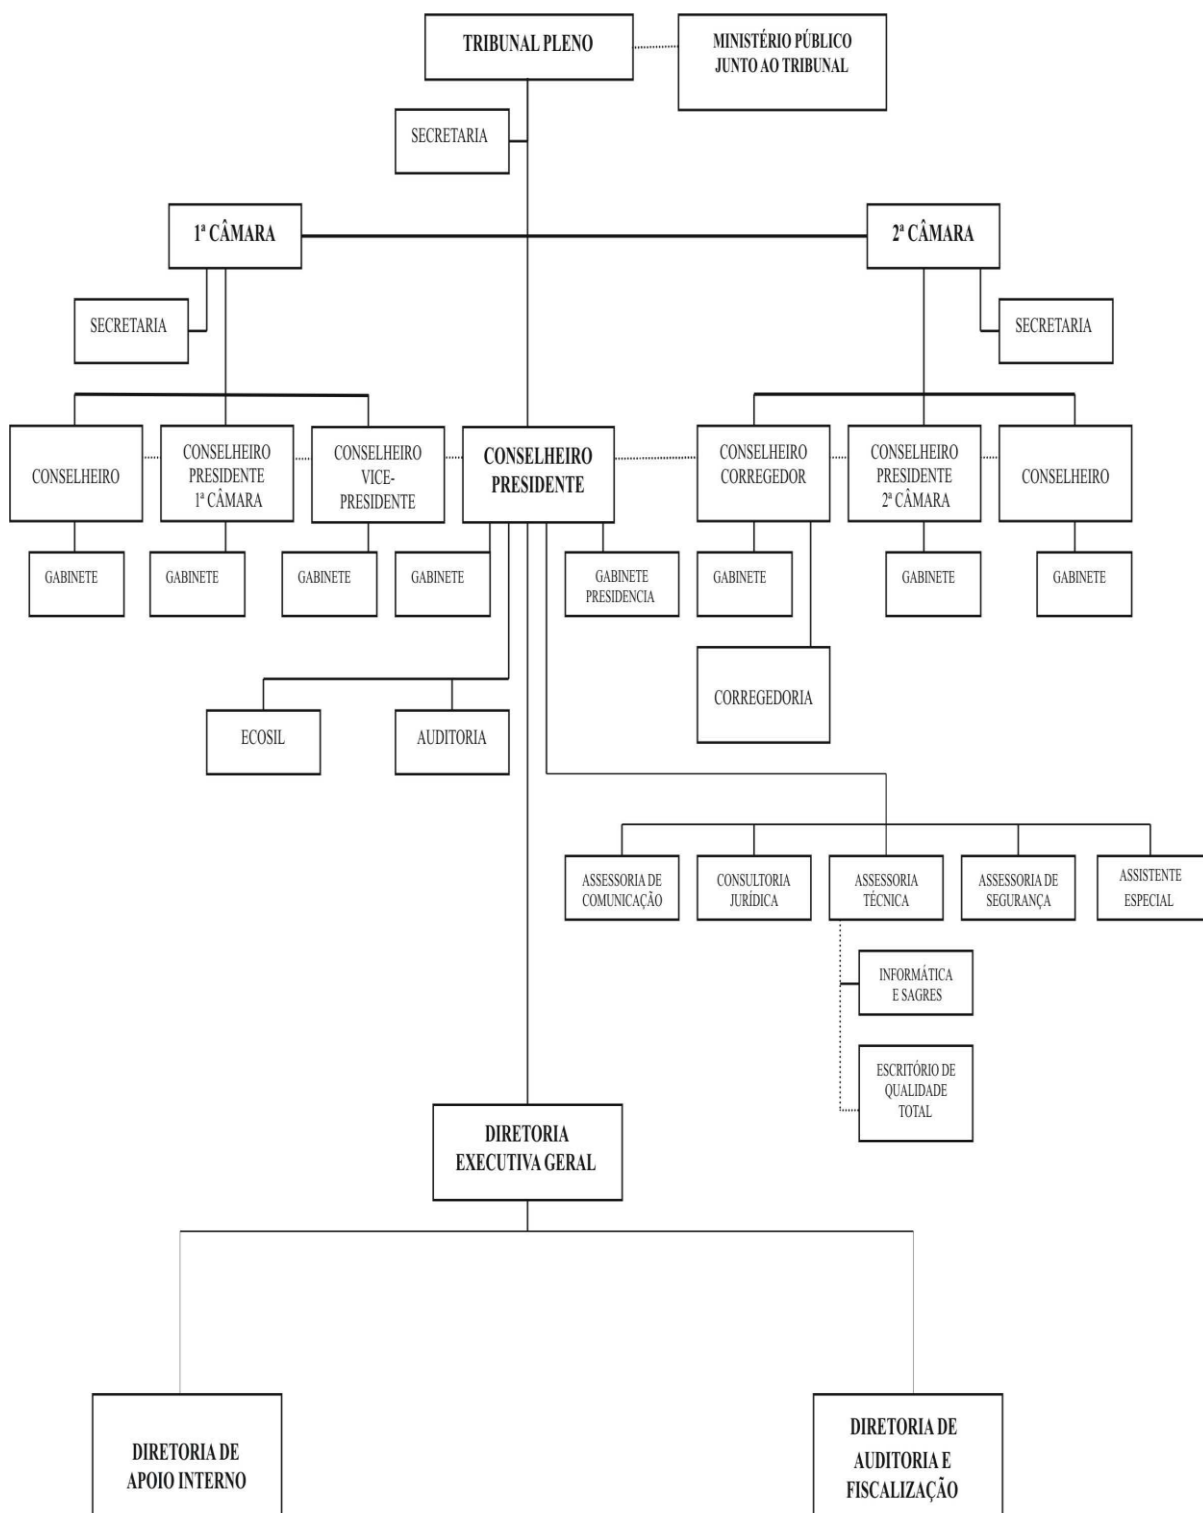 TRIBUNAL PLENO
MINISTÉRIO PÚBLICO
JUNTO AO TRIBUNAL
SECRETARIA
1ª CÂMARA
2ª CÂMARA
SECRETARIA
SECRETARIA
CONSELHEIRO
CONSELHEIRO
PRESIDENTE
1ª CÂMARA
CONSELHEIRO
VICE-
PRESIDENTE
CONSELHEIRO
PRESIDENTE
CONSELHEIRO
CORREGEDOR
CONSELHEIRO
PRESIDENTE
2ª CÂMARA
CONSELHEIRO
GABINETE
GABINETE
GABINETE
GABINETE
GABINETE
PRESIDENCIA
GABINETE
GABINETE
GABINETE
CORREGEDORIA
ECOSIL
AUDITORIA
ASSESSORIA DE
COMUNICAÇÃO
CONSULTORIA
JURÍDICA
ASSESSORIA
TÉCNICA
ASSESSORIA DE
SEGURANÇA
ASSISTENTE
ESPECIAL
INFORMÁTICA
E SAGRES
ESCRITÓRIO DE
QUALIDADE
TOTAL
DIRETORIA
EXECUTIVA GERAL
DIRETORIA DE
APOIO INTERNO
DIRETORIA DE
AUDITORIA E
FISCALIZAÇÃO